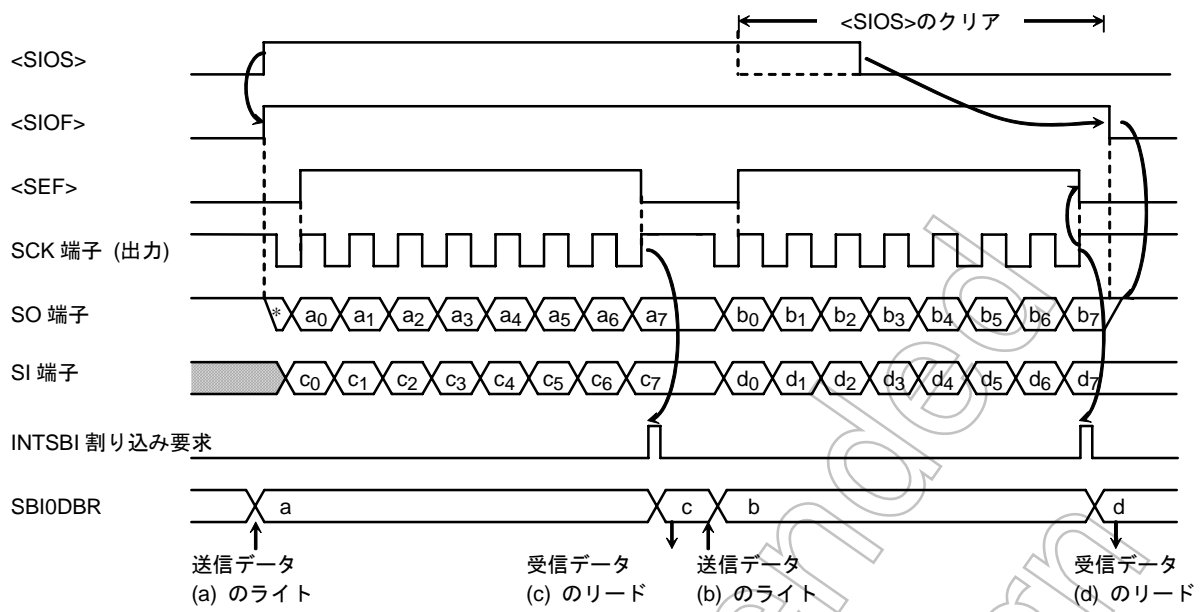 <SIOS>のクリア
<SIOS>
<SIOF>
<SEF>
SCK 端子 (出力)
SO 端子
* a0 a1 a2 a3 a4 a5 a6 a7 b0 b1 b2 b3 b4 b5 b6 b7
SI 端子
c0 c1 c2 c3 c4 c5 c6 c7 d0 d1 d2 d3 d4 d5 d6 d7
INTSBI 割り込み要求
SBI0DBR
a c b d
送信データ
(a) のライト
受信データ
(c) のリード
送信データ
(b) のライト
受信データ
(d) のリード